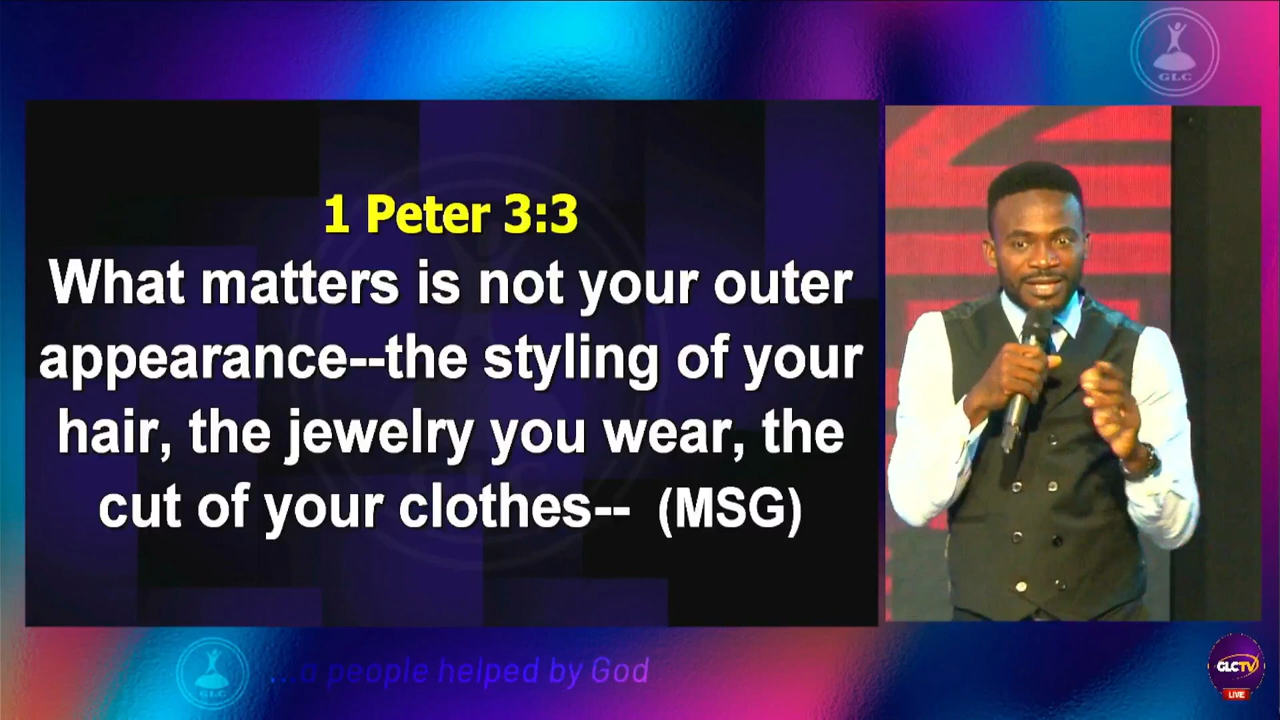 GLC
1 Peter 3:3
What matters is not your outer
appearance--the styling of your
hair, the jewelry you wear, the
cut of your clothes-- (MSG)
GLC
...a people helped by God
GLCTV
LIVE